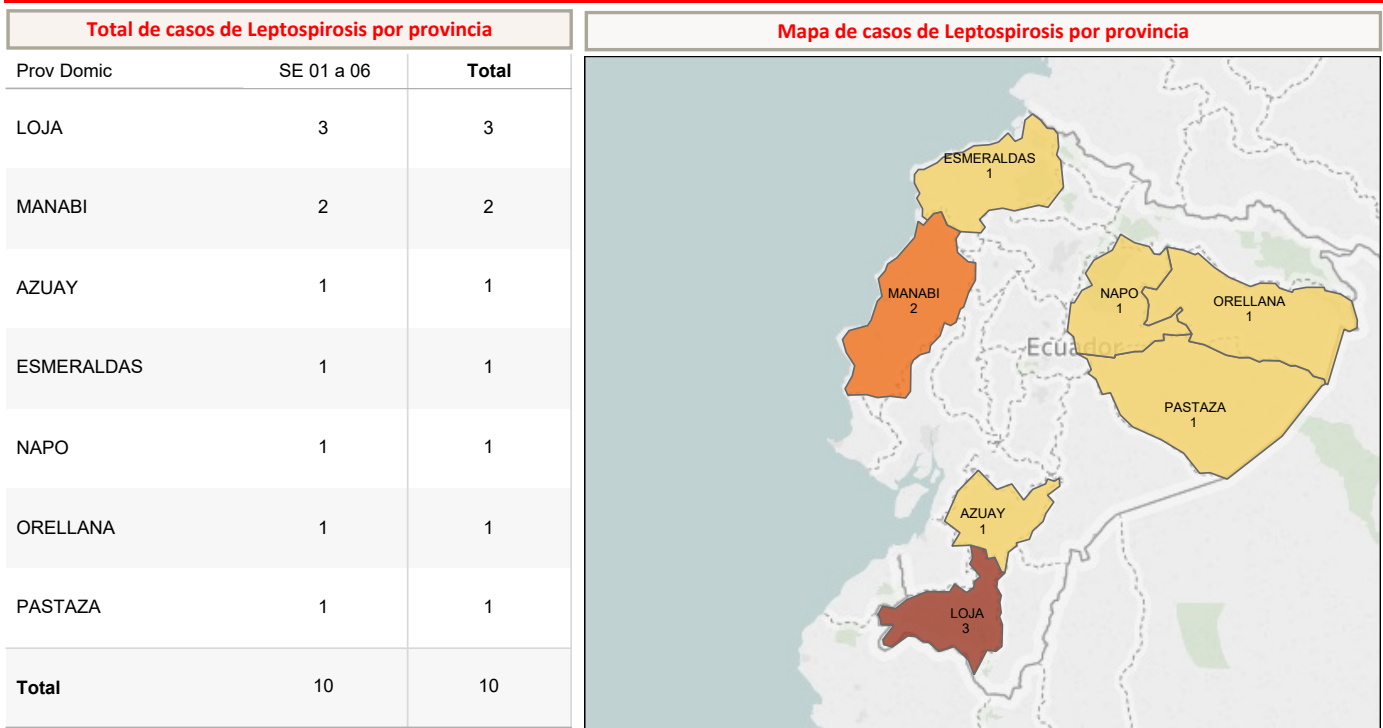 Total de casos de Leptospirosis por provincia
Prov Domic SE 01 a 06 Total
LOJA 3 3
MANABI 2 2
AZUAY 1 1
ESMERALDAS 1 1
NAPO 1 1
ORELLANA 1 1
PASTAZA 1 1
Total 10 10
Mapa de casos de Leptospirosis por provincia
ESMERALDAS
1
MANABI
2
NAPO
1
ORELLANA
1
Ecuador
PASTAZA
1
AZUAY
1
LOJA
3